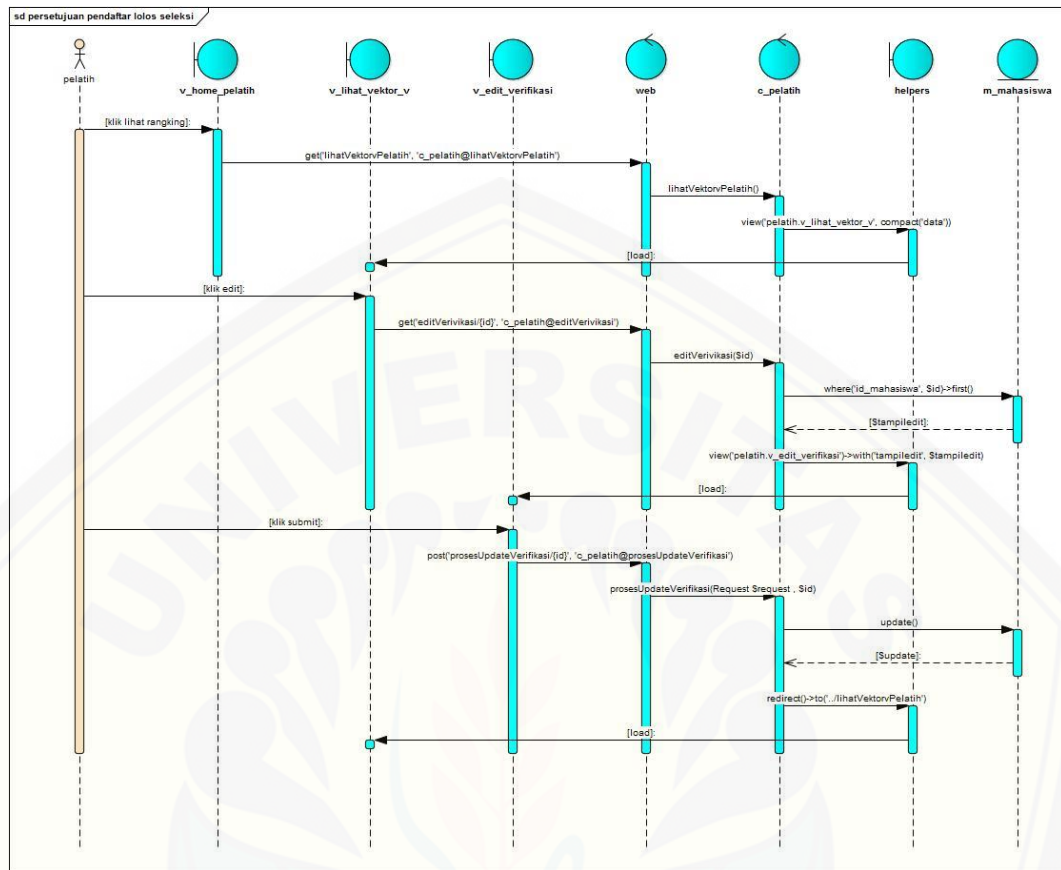 sd persetujuan pendaftar lolos seleksi
pelatih
v_home_pelatih
v_lihat_vektor_v
v_edit_verifikasi
web
c_pelatih
helpers
m_mahasiswa
[klik lihat rangking]:
get('lihatVektorvPelatih', 'c_pelatih@lihatVektorvPelatih')
lihatVektorvPelatih()
view('pelatih.v_lihat_vektor_v', compact('data'))
[load]:
[klik edit]:
get('editVerivikasi/{id}', 'c_pelatih@editVerivikasi')
editVerivikasi($id)
where('id_mahasiswa', $id)->first()
[$tampiledit]:
view('pelatih.v_edit_verifikasi')->with('tampiledit', $tampiledit)
[load]:
[klik submit]:
post('prosesUpdateVerifikasi/{id}', 'c_pelatih@prosesUpdateVerifikasi')
prosesUpdateVerifikasi(Request $request , $id)
update()
[$update]:
redirect()->to('../lihatVektorvPelatih')
[load]:
UNIVERSITAS